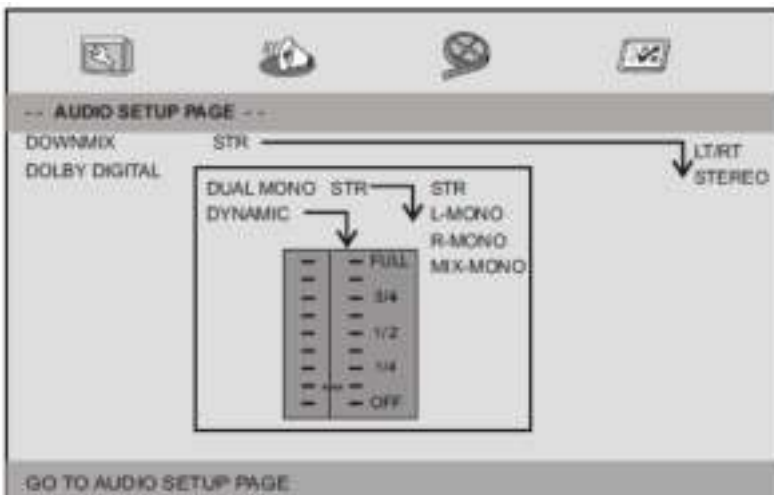 -- AUDIO SETUP PAGE --
DOWNMIX STR LT/RT
STEREO
DOLBY DIGITAL
DUAL MONO STR STR
DYNAMIC L-MONO
R-MONO
MIX-MONO
FULL
3/4
1/2
1/4
OFF
GO TO AUDIO SETUP PAGE